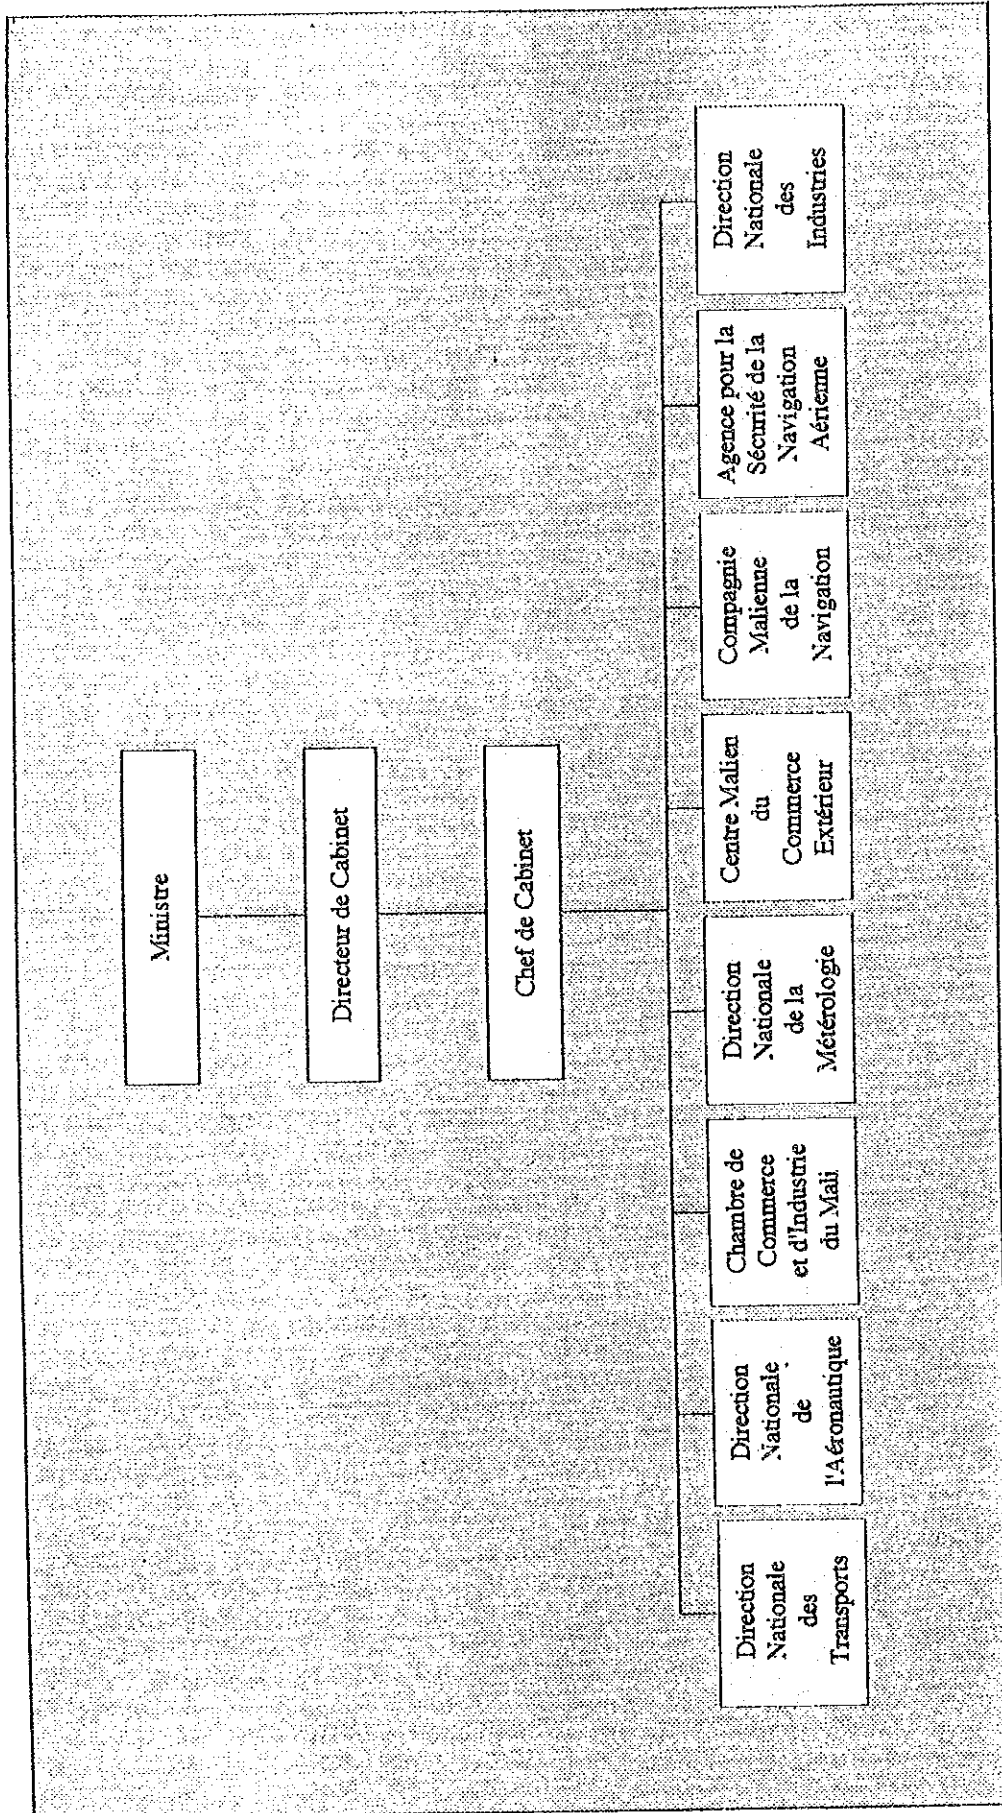 Ministre
Directeur de Cabinet
Chef de Cabinet
Direction
Nationale
des
Transports
Direction
Nationale
de
l'Aéronautique
Chambre de
Commerce
et d'Industrie
du Mali
Direction
Nationale
de la
Métérologie
Centre Malien
du
Commerce
Extérieur
Compagnie
Malienne
de la
Navigation
Agence pour la
Sécurité de la
Navigation
Aérienne
Direction
Nationale
des
Industries